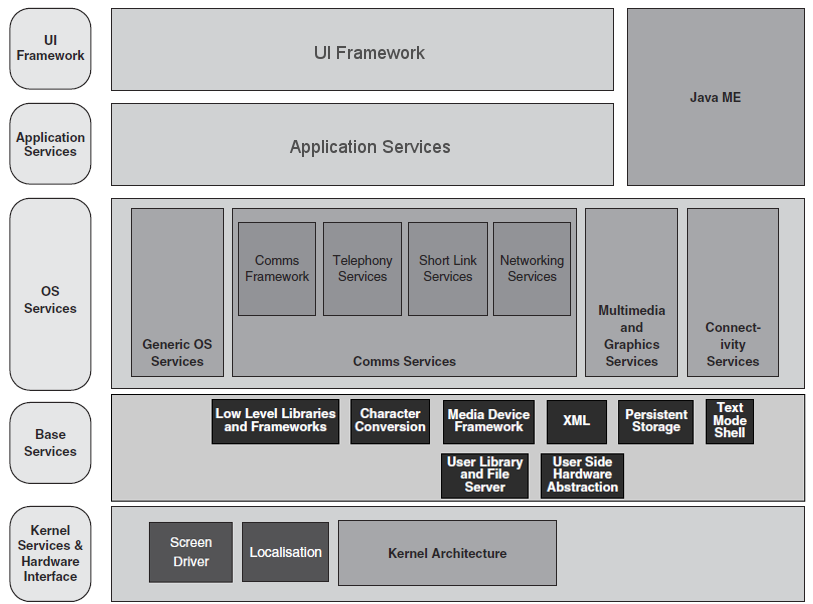 UI
Framework
UI Framework
Java ME
Application
Services
Application Services
OS
Services
Comms
Framework
Telephony
Services
Short Link
Services
Networking
Services
Generic OS
Services
Comms Services
Multimedia
and
Graphics
Services
Connect-
ivity
Services
Base
Services
Low Level Libraries
and Frameworks
Character
Conversion
Media Device
Framework
XML
Persistent
Storage
Text
Mode
Shell
User Library
and File
Server
User Side
Hardware
Abstraction
Kernel
Services &
Hardware
Interface
Screen
Driver
Localisation
Kernel Architecture